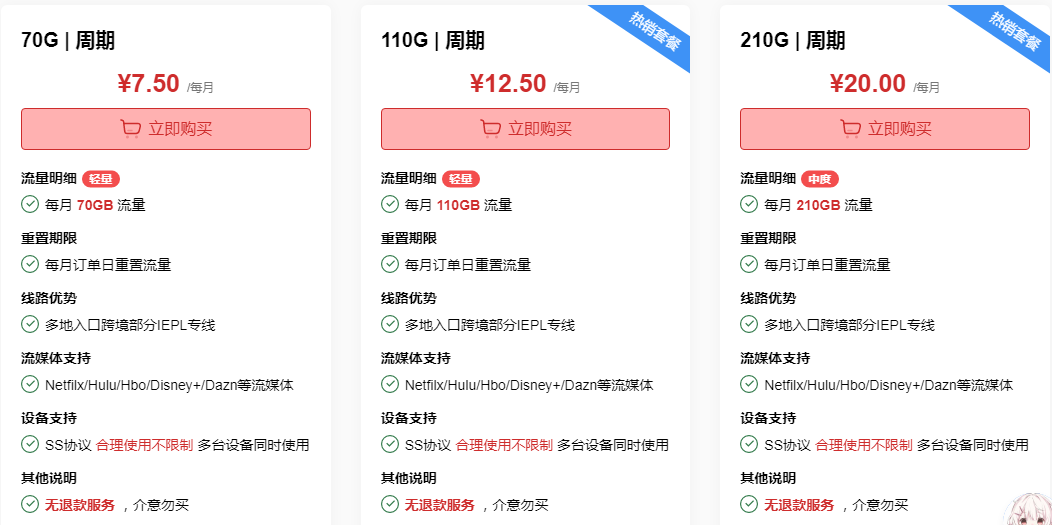 70G | 周期
¥7.50 /每月
立即购买
流量明细 轻量
每月 70GB 流量
重置期限
每月订单日重置流量
线路优势
多地入口跨境部分IEPL专线
流媒体支持
Netfilx/Hulu/Hbo/Disney+/Dazn等流媒体
设备支持
SS协议 合理使用不限制 多台设备同时使用
其他说明
无退款服务 ，介意勿买
热销套餐
110G | 周期
¥12.50 /每月
立即购买
流量明细 轻量
每月 110GB 流量
重置期限
每月订单日重置流量
线路优势
多地入口跨境部分IEPL专线
流媒体支持
Netfilx/Hulu/Hbo/Disney+/Dazn等流媒体
设备支持
SS协议 合理使用不限制 多台设备同时使用
其他说明
无退款服务 ，介意勿买
热销套餐
210G | 周期
¥20.00 /每月
立即购买
流量明细 中度
每月 210GB 流量
重置期限
每月订单日重置流量
线路优势
多地入口跨境部分IEPL专线
流媒体支持
Netfilx/Hulu/Hbo/Disney+/Dazn等流媒体
设备支持
SS协议 合理使用不限制 多台设备同时使用
其他说明
无退款服务 ，介意勿买